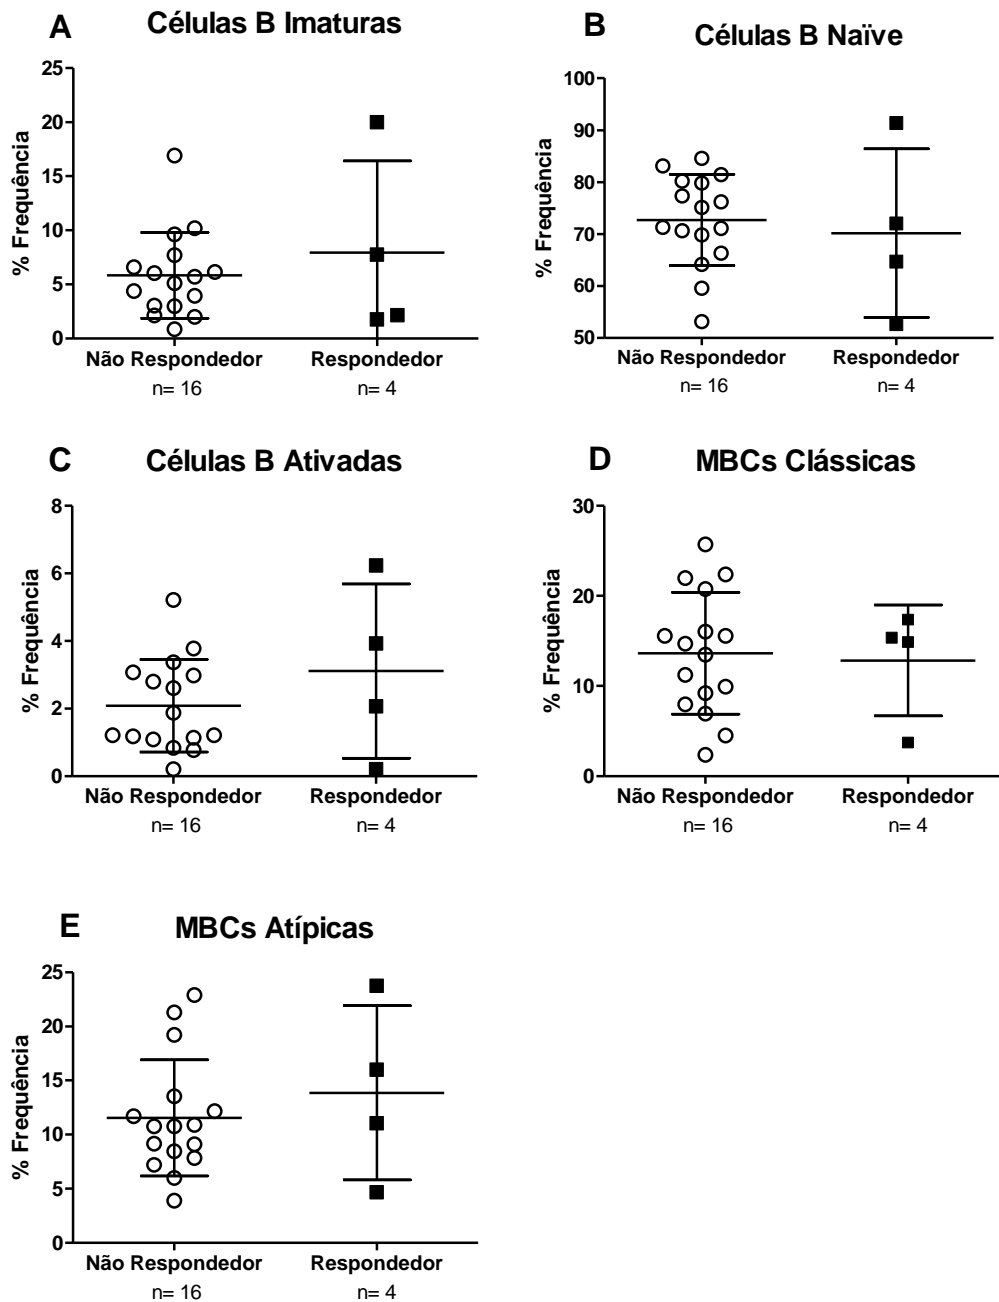 A
Células B Imaturas
% Frequência
25
20
15
10
5
0
Não Respondedor
Respondedor
n= 16
n= 4
B
Células B Naïve
% Frequência
100
90
80
70
60
50
Não Respondedor
Respondedor
n= 16
n= 4
C
Células B Ativadas
% Frequência
8
6
4
2
0
Não Respondedor
Respondedor
n= 16
n= 4
D
MBCs Clássicas
% Frequência
30
20
10
0
Não Respondedor
Respondedor
n= 16
n= 4
E
MBCs Atípicas
% Frequência
25
20
15
10
5
0
Não Respondedor
Respondedor
n= 16
n= 4